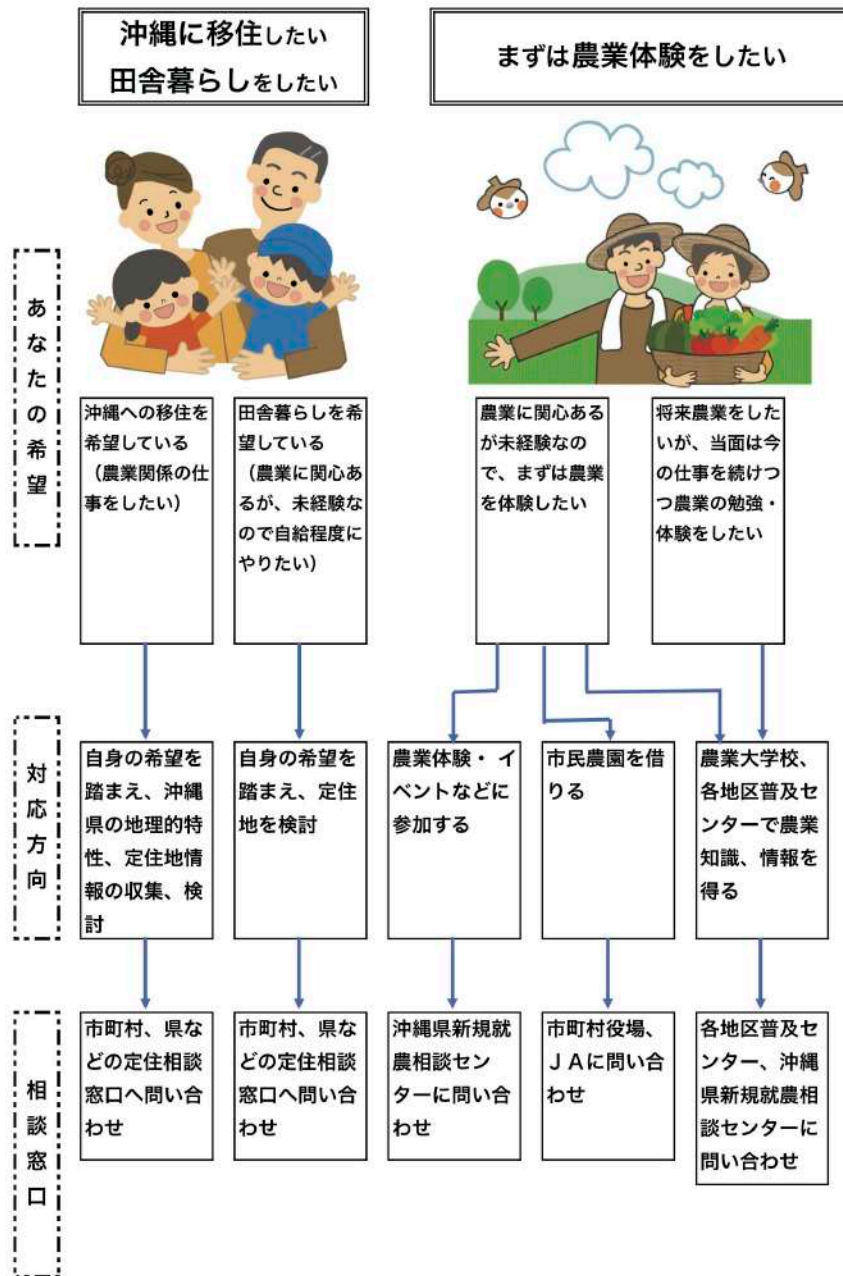 沖縄に移住したい
田舎暮らしをしたい
まずは農業体験をしたい
あなたの希望
沖縄への移住を
希望している
（農業関係の仕
事をしたい）
田舎暮らしを希
望している
（農業に関心あ
るが、未経験な
ので自給程度に
やりたい）
農業に関心ある
が未経験なの
で、まずは農業
を体験したい
将来農業をした
いが、当面は今
の仕事を続けつ
つ農業の勉強・
体験をしたい
対応方向
自身の希望を
踏まえ、沖縄
県の地理的特
性、定住地情
報の収集、検
討
自身の希望を
踏まえ、定住
地を検討
農業体験・ イ
ベントなどに
参加する
市民農園を借
りる
農業大学校、
各地区普及セ
ンターで農業
知識、情報を
得る
相談窓口
市町村、県な
どの定住相談
窓口へ問い合
わせ
市町村、県な
どの定住相談
窓口へ問い合
わせ
沖縄県新規就
農相談セン
ターに問い合
わせ
市町村役場、
ＪＡに問い合
わせ
各地区普及セ
ンター、沖縄
県新規就農相
談センターに
問い合わせ